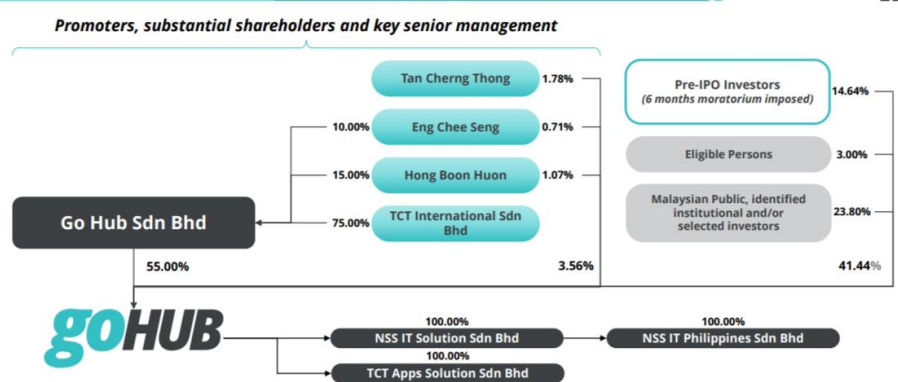 Promoters, substantial shareholders and key senior management
Tan Cherng Thong
1.78%
Pre-IPO Investors
(6 months moratorium imposed)
14.64%
10.00%
Eng Chee Seng
0.71%
Eligible Persons
3.00%
15.00%
Hong Boon Huon
1.07%
Malaysian Public, identified
institutional and/or
selected investors
23.80%
Go Hub Sdn Bhd
75.00%
TCT International Sdn
Bhd
55.00%
3.56%
41.44%
goHUB
100.00%
NSS IT Solution Sdn Bhd
100.00%
NSS IT Philippines Sdn Bhd
100.00%
TCT Apps Solution Sdn Bhd